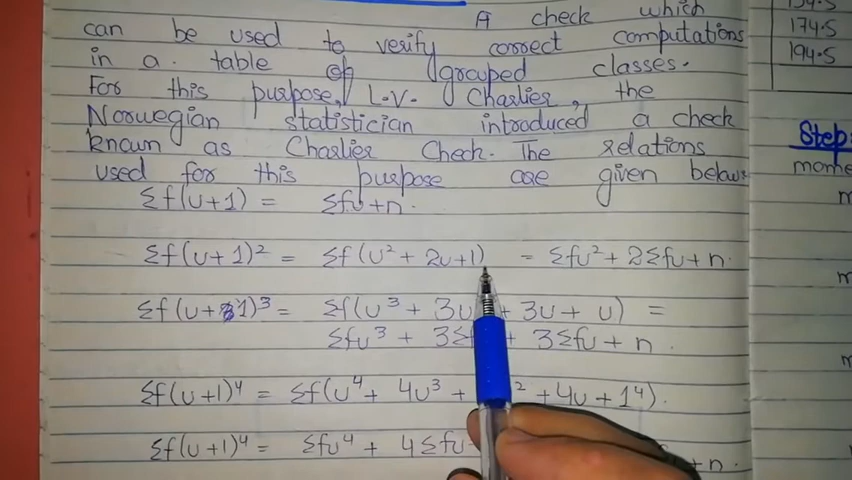 A check which
can be used to verify correct computations
in a table of grouped classes.
For this purpose, L.V. Charlier, the
Norwegian statistician introduced a check
known as Charlier Check. The relations
used for this purpose are given below:
Σf(u+1) = Σfu+n.
Σf(u+1)² = Σf(u² + 2u+1) = Σfu² + 2Σfu + n.
Σf(u+1)³ = Σf(u³ + 3u + 3u + u) =
Σfu³ + 3Σf + 3Σfu + n.
Σf(u+1)⁴ = Σf(u⁴ + 4u³ + ² + 4u + 1⁴).
Σf(u+1)⁴ = Σfu⁴ + 4Σfu + n.
174.5
194.5
Step:
mome